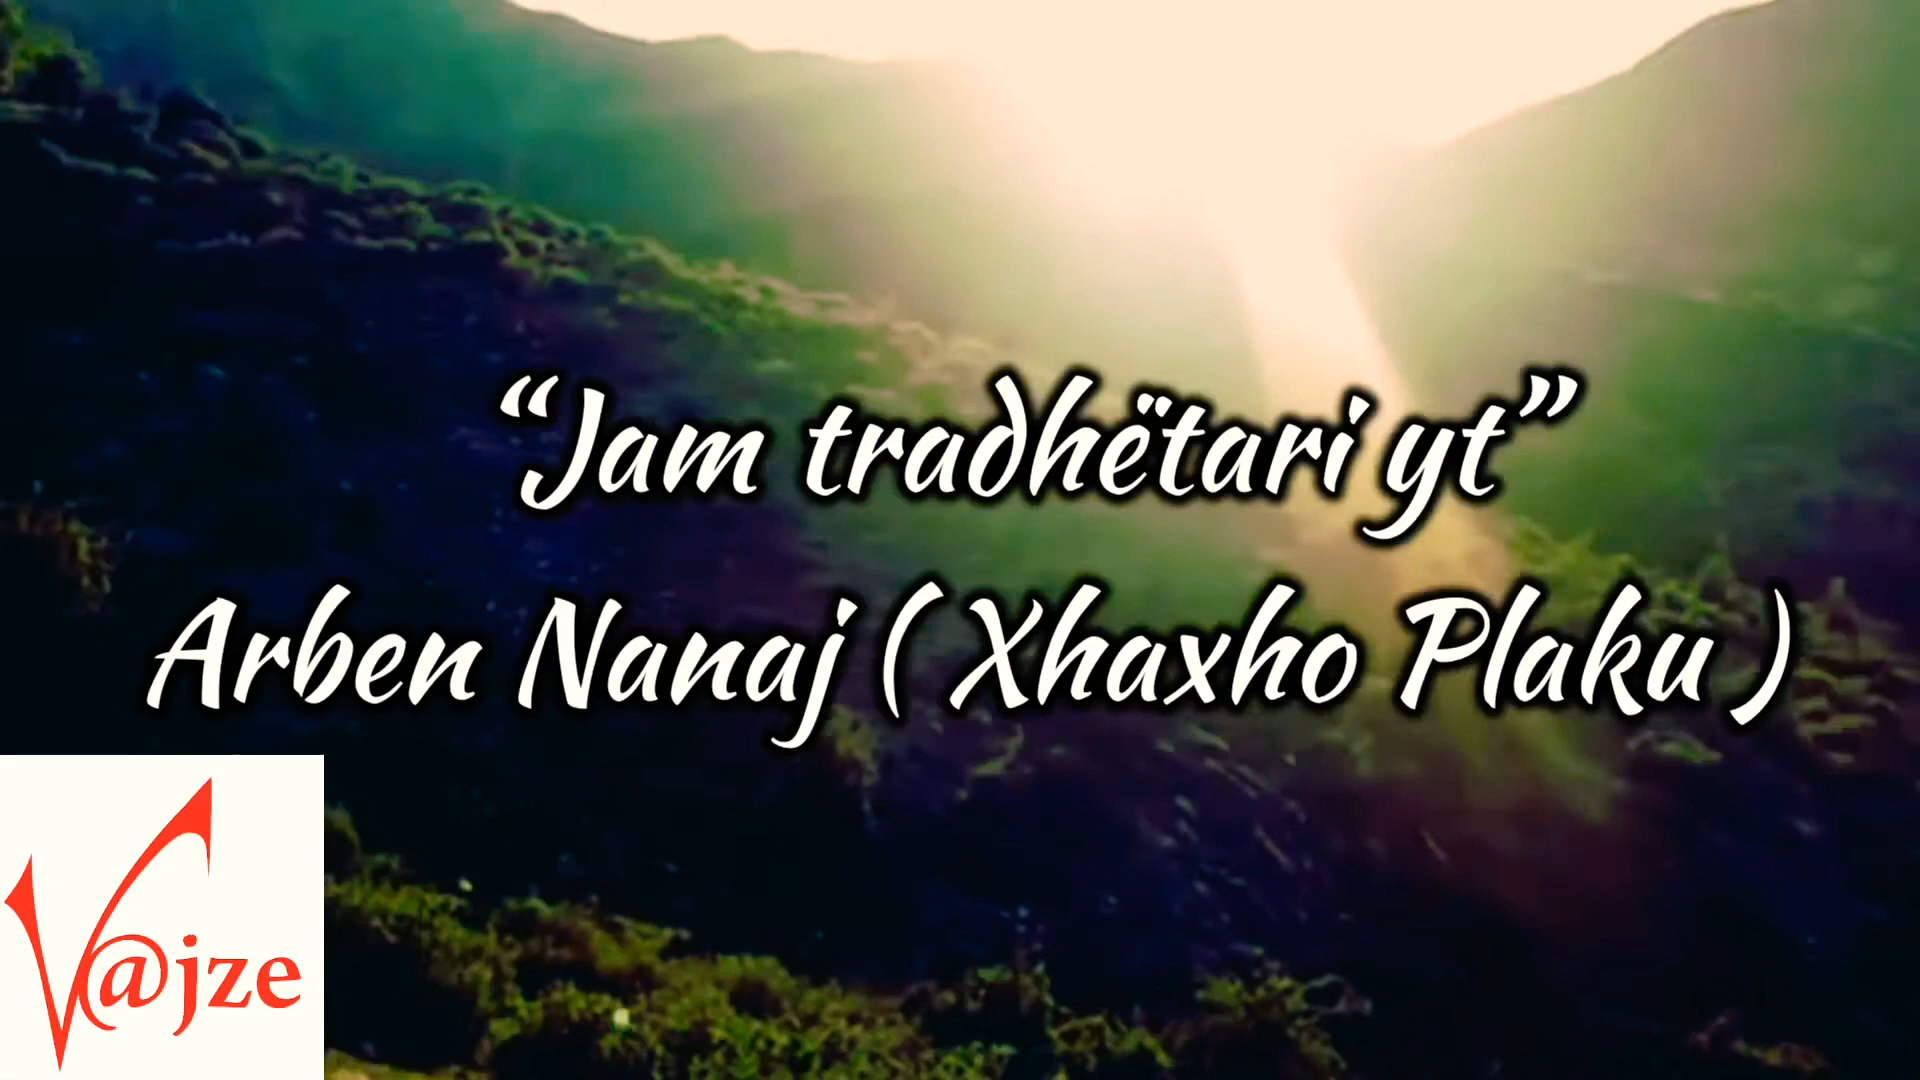 “Jam tradhëtari yt”
Arben Nanaj ( Xhaxho Plaku )
V@jze